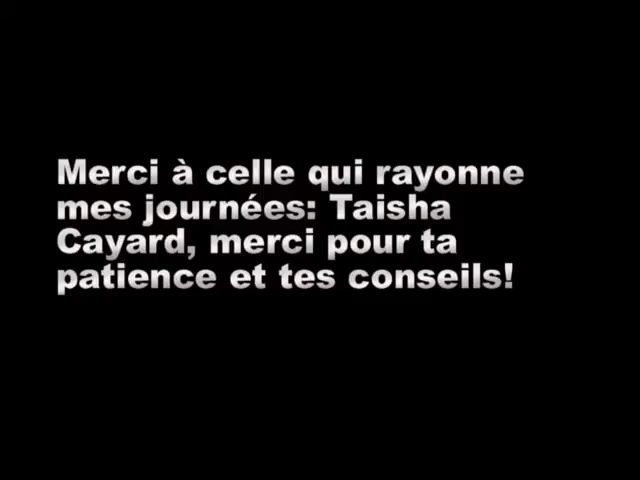 Merci à celle qui rayonne
mes journées: Taisha
Cayard, merci pour ta
patience et tes conseils!